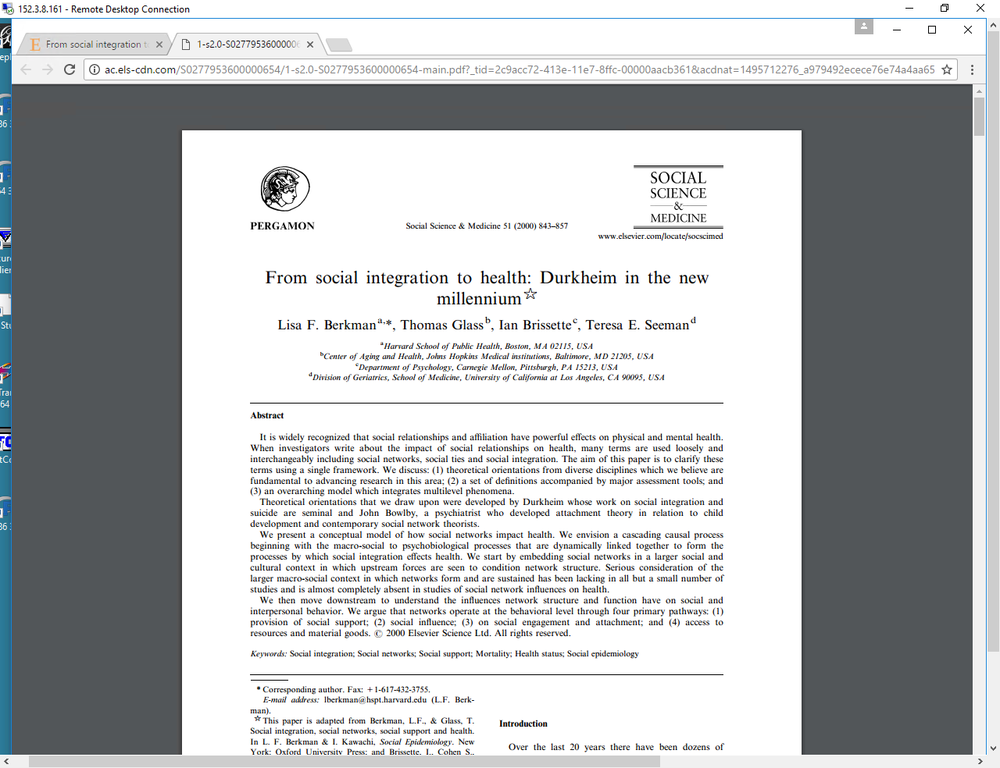 152.3.8.161 - Remote Desktop Connection
From social integration t
1-s2.0-S0277953600000
ac.els-cdn.com/S0277953600000654/1-s2.0-S0277953600000654-main.pdf?_tid=2c9acc72-413e-11e7-8ffc-00000aacb361&acdnat=1495712276_a979492ecece76e74a4aa65
PERGAMON
Social Science & Medicine 51 (2000) 843–857
SOCIAL
SCIENCE
&
MEDICINE
www.elsevier.com/locate/socscimed
From social integration to health: Durkheim in the new
millennium☆
Lisa F. Berkman a,*, Thomas Glass b, Ian Brissette c, Teresa E. Seeman d
a Harvard School of Public Health, Boston, MA 02115, USA
b Center of Aging and Health, Johns Hopkins Medical institutions, Baltimore, MD 21205, USA
c Department of Psychology, Carnegie Mellon, Pittsburgh, PA 15213, USA
d Division of Geriatrics, School of Medicine, University of California at Los Angeles, CA 90095, USA
Abstract
It is widely recognized that social relationships and affiliation have powerful effects on physical and mental health.
When investigators write about the impact of social relationships on health, many terms are used loosely and
interchangeably including social networks, social ties and social integration. The aim of this paper is to clarify these
terms using a single framework. We discuss: (1) theoretical orientations from diverse disciplines which we believe are
fundamental to advancing research in this area; (2) a set of definitions accompanied by major assessment tools; and
(3) an overarching model which integrates multilevel phenomena.
Theoretical orientations that we draw upon were developed by Durkheim whose work on social integration and
suicide are seminal and John Bowlby, a psychiatrist who developed attachment theory in relation to child
development and contemporary social network theorists.
We present a conceptual model of how social networks impact health. We envision a cascading causal process
beginning with the macro-social to psychobiological processes that are dynamically linked together to form the
processes by which social integration effects health. We start by embedding social networks in a larger social and
cultural context in which upstream forces are seen to condition network structure. Serious consideration of the
larger macro-social context in which networks form and are sustained has been lacking in all but a small number of
studies and is almost completely absent in studies of social network influences on health.
We then move downstream to understand the influences network structure and function have on social and
interpersonal behavior. We argue that networks operate at the behavioral level through four primary pathways: (1)
provision of social support; (2) social influence; (3) on social engagement and attachment; and (4) access to
resources and material goods. © 2000 Elsevier Science Ltd. All rights reserved.
Keywords: Social integration; Social networks; Social support; Mortality; Health status; Social epidemiology
* Corresponding author. Fax: +1-617-432-3755.
E-mail address: lberkman@hspt.harvard.edu (L.F. Berk-
man).
☆ This paper is adapted from Berkman, L.F., & Glass, T.
Social integration, social networks, social support and health.
In L. F. Berkman & I. Kawachi, Social Epidemiology. New
York: Oxford University Press; and Brissette, I., Cohen S.,
Introduction
Over the last 20 years there have been dozens of